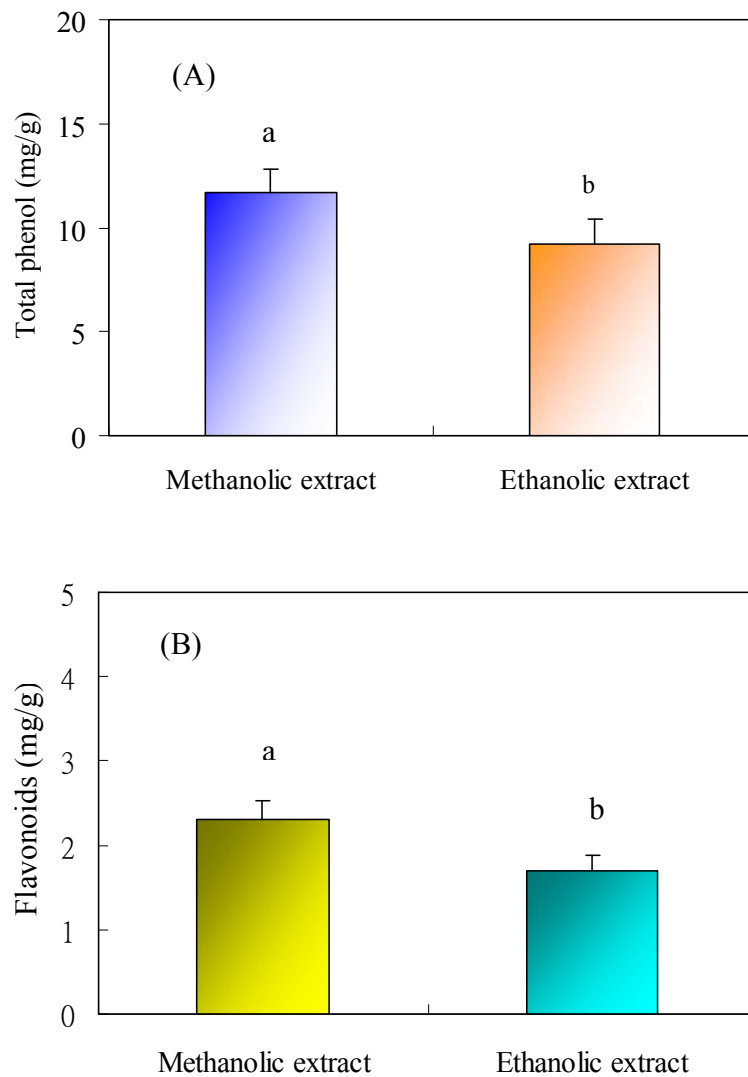 20
(A)
15
a
b
10
5
0
Total phenol (mg/g)
Methanolic extract
Ethanolic extract
5
(B)
4
3
a
b
2
1
0
Flavonoids (mg/g)
Methanolic extract
Ethanolic extract